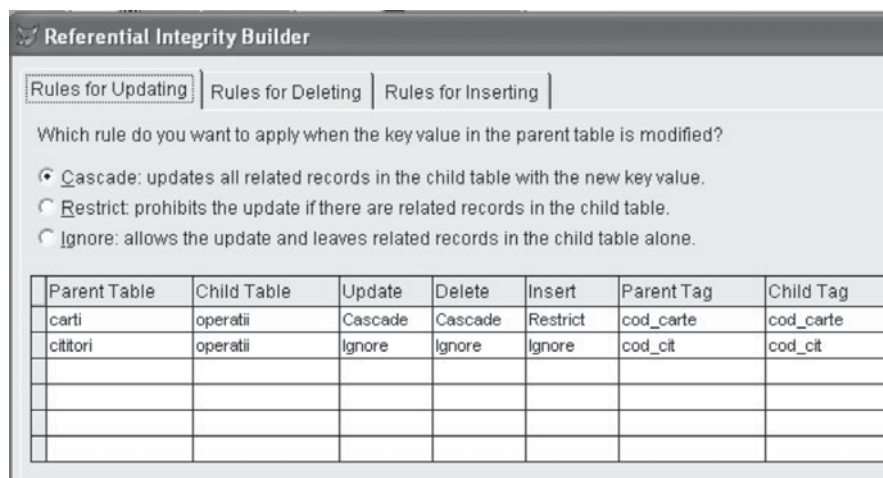 Referential Integrity Builder
Rules for Updating Rules for Deleting Rules for Inserting
Which rule do you want to apply when the key value in the parent table is modified?
Cascade: updates all related records in the child table with the new key value.
Restrict: prohibits the update if there are related records in the child table.
Ignore: allows the update and leaves related records in the child table alone.
Parent Table Child Table Update Delete Insert Parent Tag Child Tag
carti operatii Cascade Cascade Restrict cod_carte cod_carte
cititori operatii Ignore Ignore Ignore cod_cit cod_cit